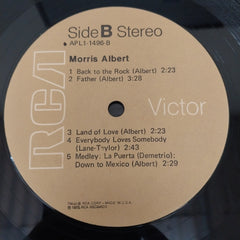 Side B Stereo
APL1-1496-B
Morris Albert
1 Back to the Rock (Albert) 2:23
2 Father (Albert) 3:28
RCA
Victor
3 Land of Love (Albert) 2:35
4 Everybody Loves Somebody
(Lane-Taylor) 2:22
5 Medley: La Puerta (Demetrio);
Down to Mexico (Albert) 2:29